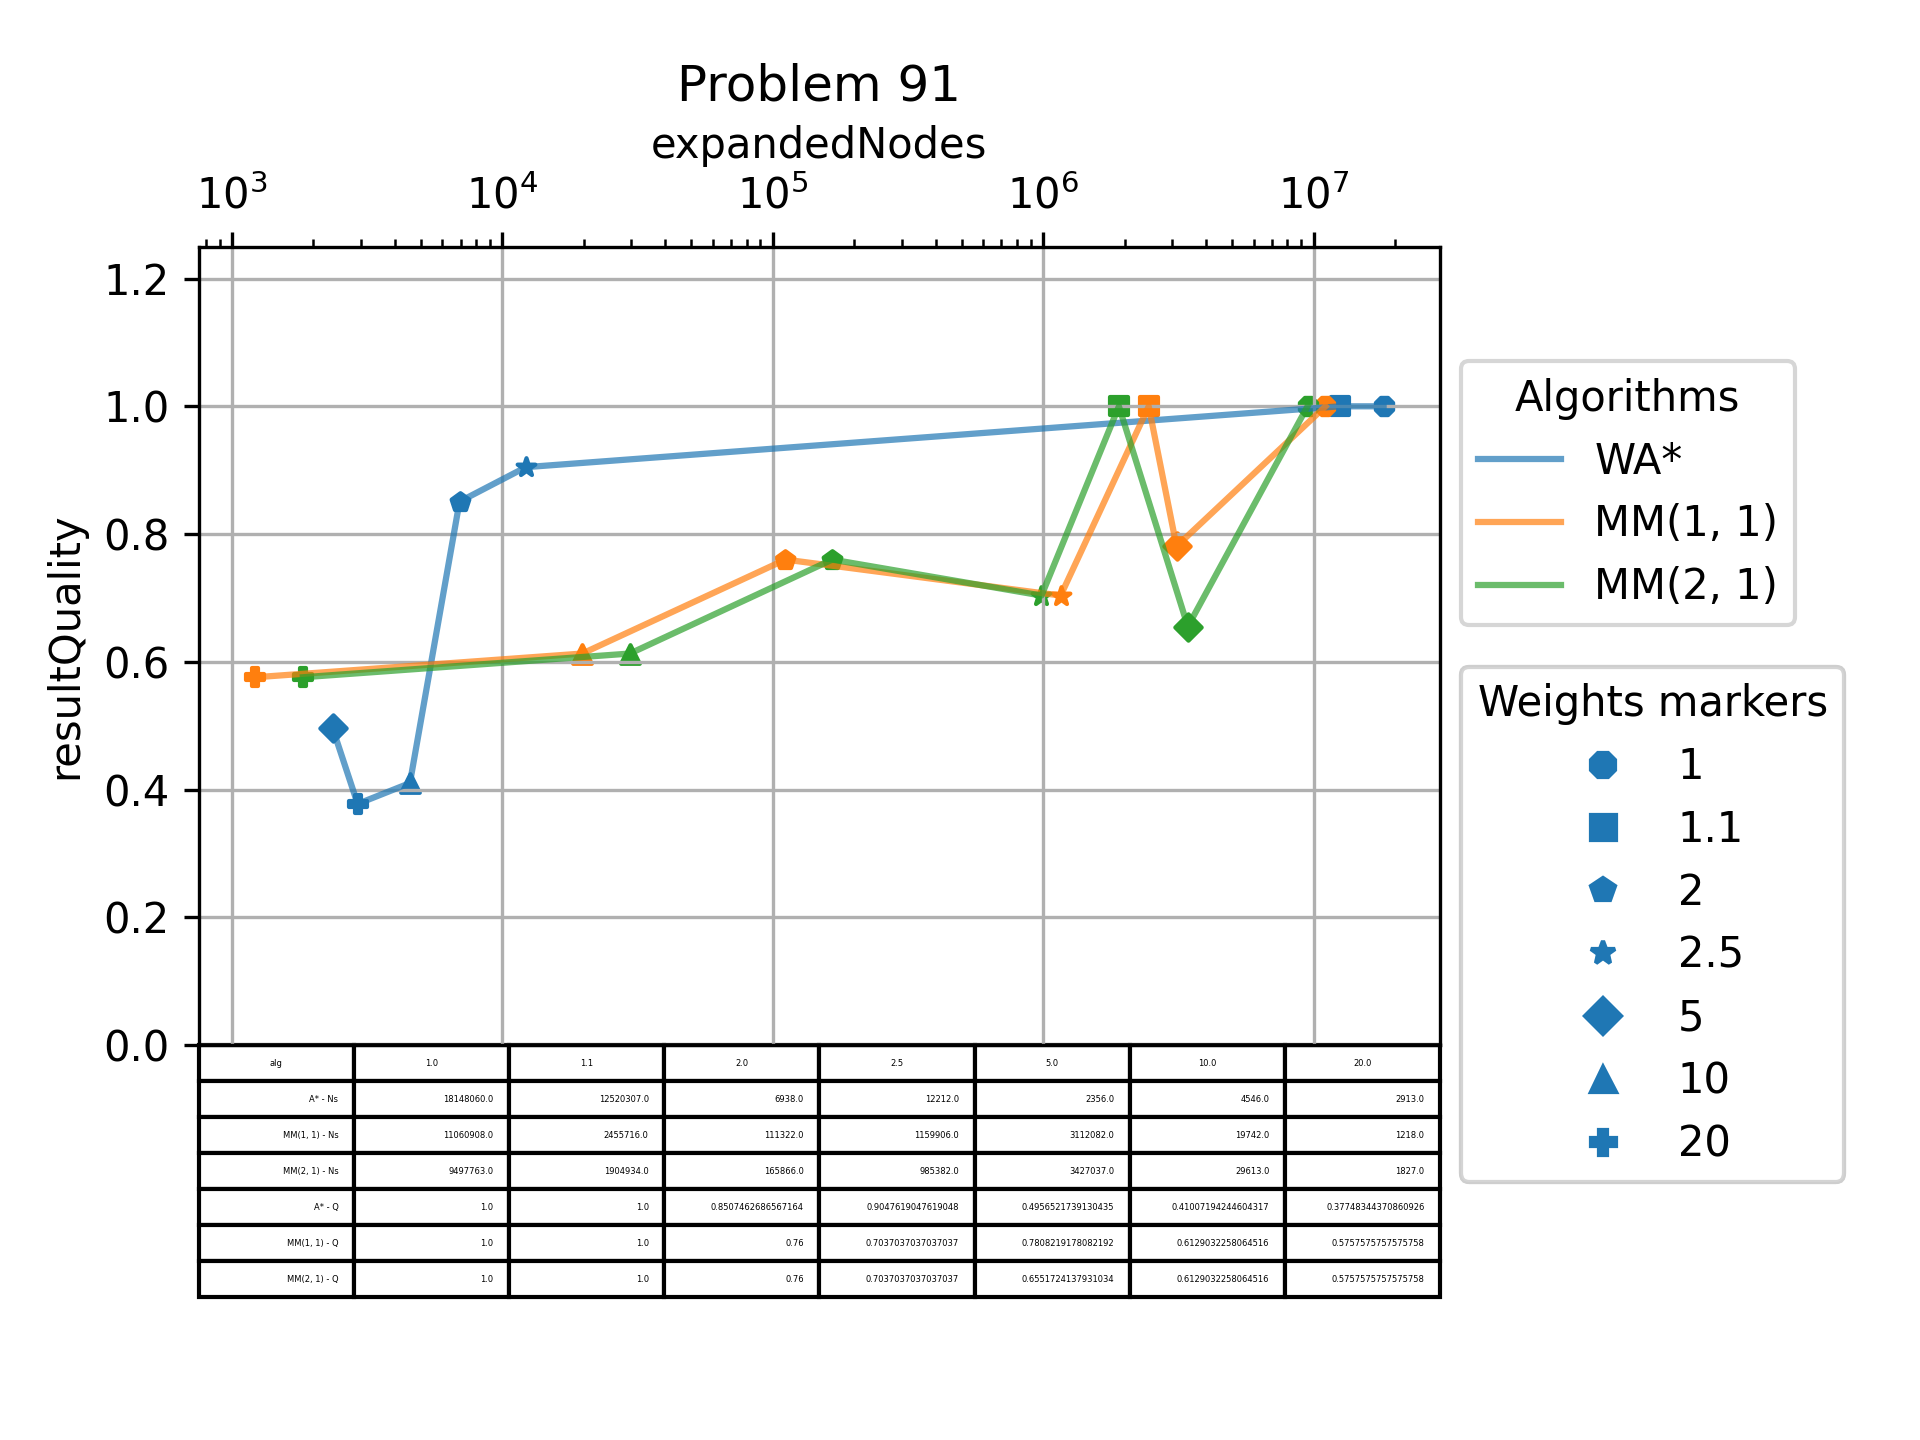 Problem 91
expandedNodes
10³ 10⁴ 10⁵ 10⁶ 10⁷
resultQuality
1.2
1.0
0.8
0.6
0.4
0.2
0.0
Algorithms
WA*
MM(1, 1)
MM(2, 1)
Weights markers
1
1.1
2
2.5
5
10
20
alg 1.0 1.1 2.0 2.5 5.0 10.0 20.0
A* - Ns 18148060.0 12520307.0 6938.0 12212.0 2356.0 4546.0 2913.0
MM(1, 1) - Ns 11060908.0 2455716.0 111322.0 1159906.0 3112082.0 19742.0 1218.0
MM(2, 1) - Ns 9497763.0 1904934.0 165866.0 985382.0 3427037.0 29613.0 1827.0
A* - Q 1.0 1.0 0.8507462686567164 0.9047619047619048 0.4956521739130435 0.41007194244604317 0.37748344370860926
MM(1, 1) - Q 1.0 1.0 0.76 0.7037037037037037 0.7808219178082192 0.6129032258064516 0.5757575757575758
MM(2, 1) - Q 1.0 1.0 0.76 0.7037037037037037 0.6551724137931034 0.6129032258064516 0.5757575757575758